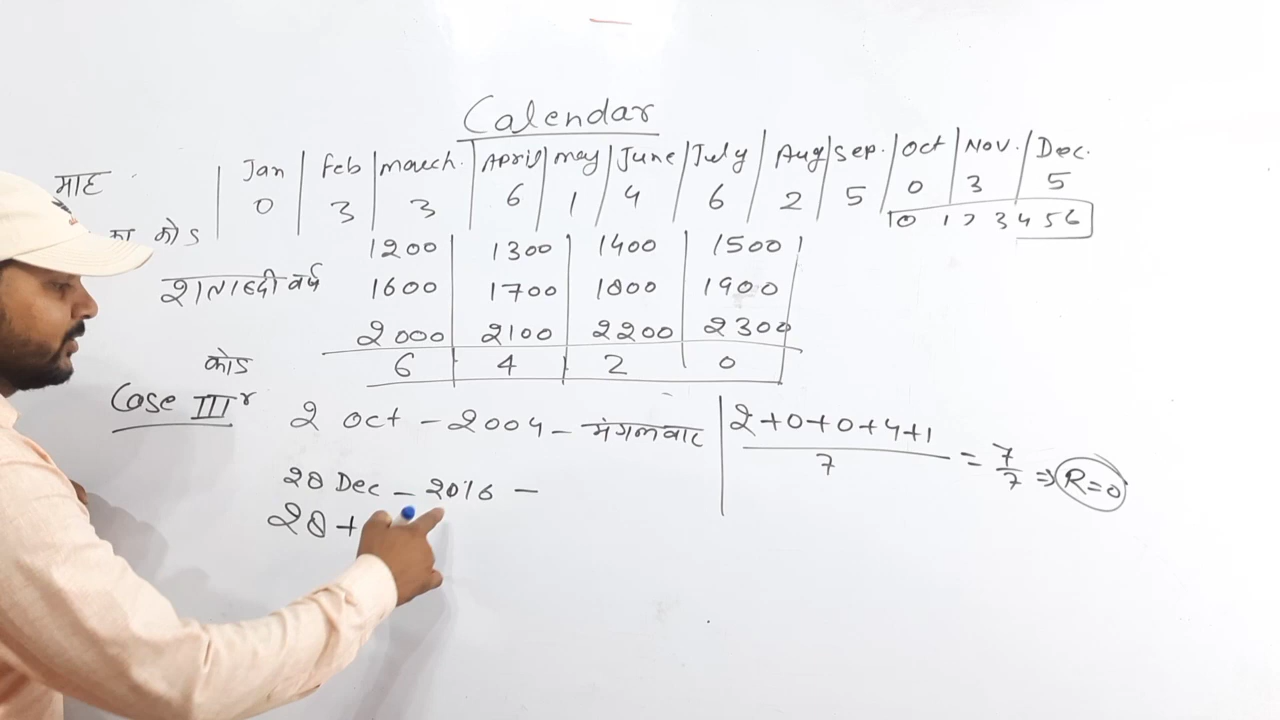 Calendar
माह Jan Feb march. April may June July Aug Sep. Oct Nov. Dec.
0 3 3 6 1 4 6 2 5 0 3 5
का कोड 0 1 2 3 4 5 6
1200 1300 1400 1500
शताब्दी वर्ष 1600 1700 1800 1900
2000 2100 2200 2300
कोड 6 4 2 0
Case III 2 Oct - 2004 - मंगलवार 2+0+0+4+1 / 7 = 7/7 ⇒ R=0
28 Dec - 2016 -
28 +